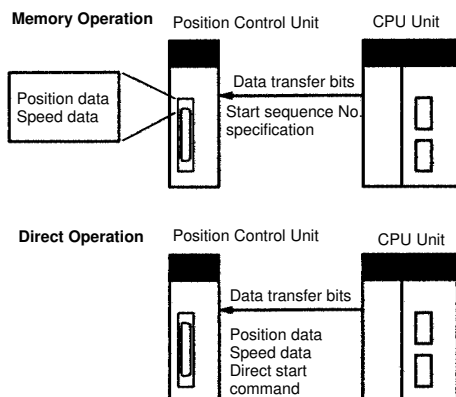 Memory Operation
Position Control Unit
CPU Unit
Position data
Speed data
Data transfer bits
Start sequence No.
specification
Direct Operation
Position Control Unit
CPU Unit
Data transfer bits
Position data
Speed data
Direct start
command